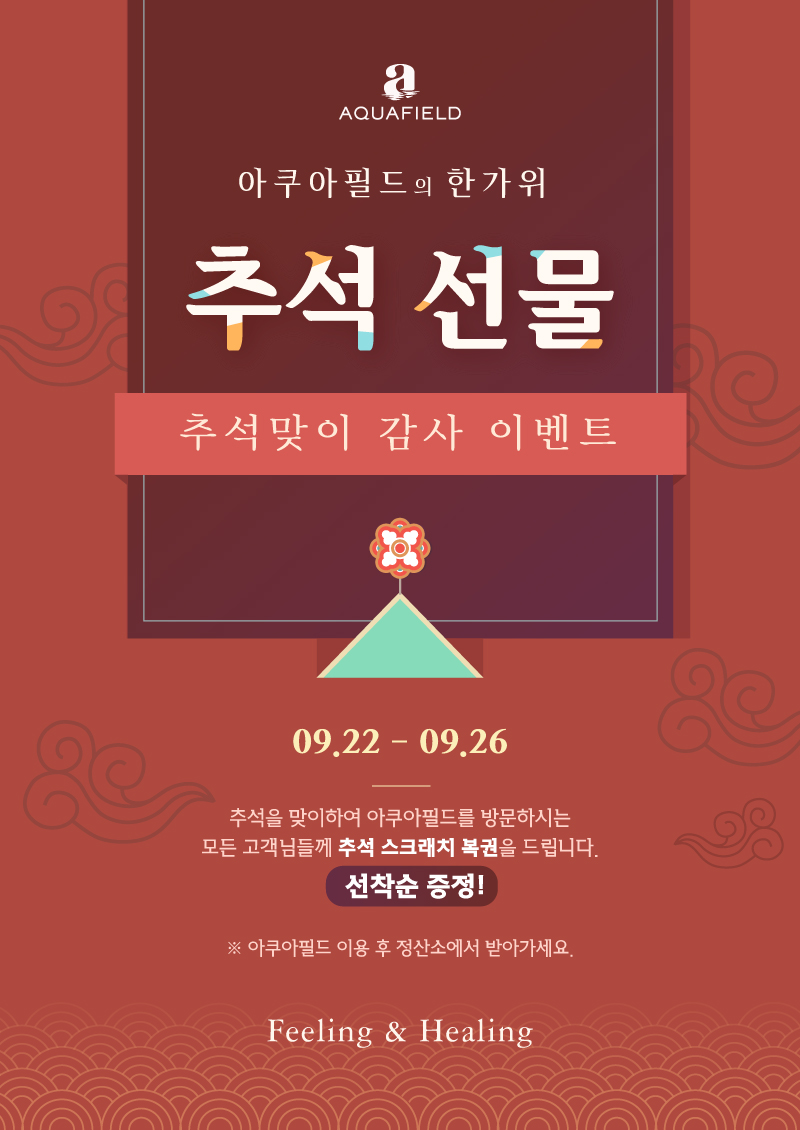 a
AQUAFIELD
아쿠아필드의 한가위
추석 선물
추석맞이 감사 이벤트
09.22 - 09.26
추석을 맞이하여 아쿠아필드를 방문하시는
모든 고객님들께 추석 스크래치 복권을 드립니다.
선착순 증정!
※ 아쿠아필드 이용 후 정산소에서 받아가세요.
Feeling & Healing